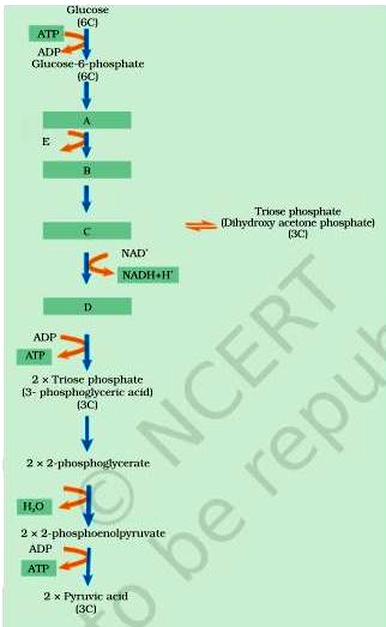 Glucose
(6C)
ATP
ADP
Glucose-6-phosphate
(6C)
A
E
B
C
Triose phosphate
(Dihydroxy acetone phosphate)
(3C)
NAD⁺
NADH+H⁺
D
ADP
ATP
2 × Triose phosphate
(3- phosphoglyceric acid)
(3C)
2 × 2-phosphoglycerate
H₂O
2 × 2-phosphoenolpyruvate
ADP
ATP
2 × Pyruvic acid
(3C)
© NCERT
to be repub